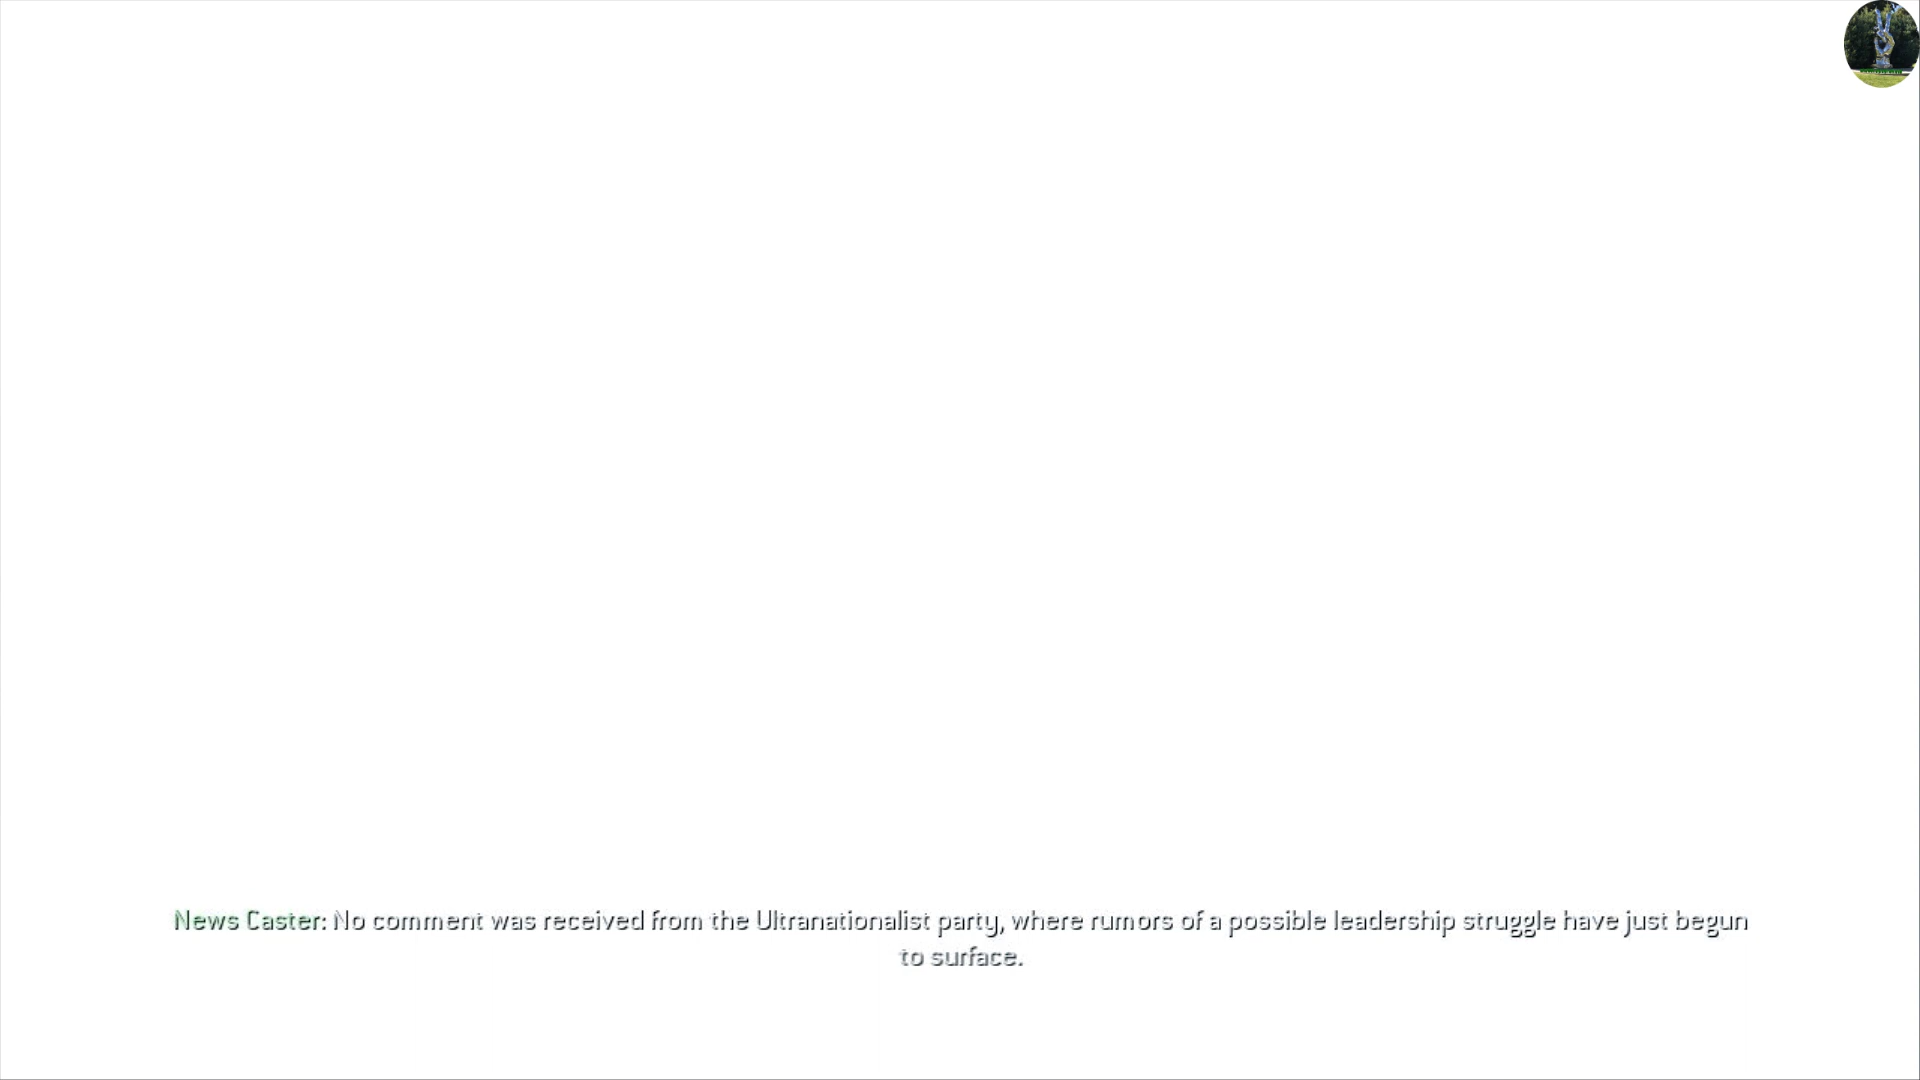 News Caster: No comment was received from the Ultranationalist party, where rumors of a possible leadership struggle have just begun
to surface.